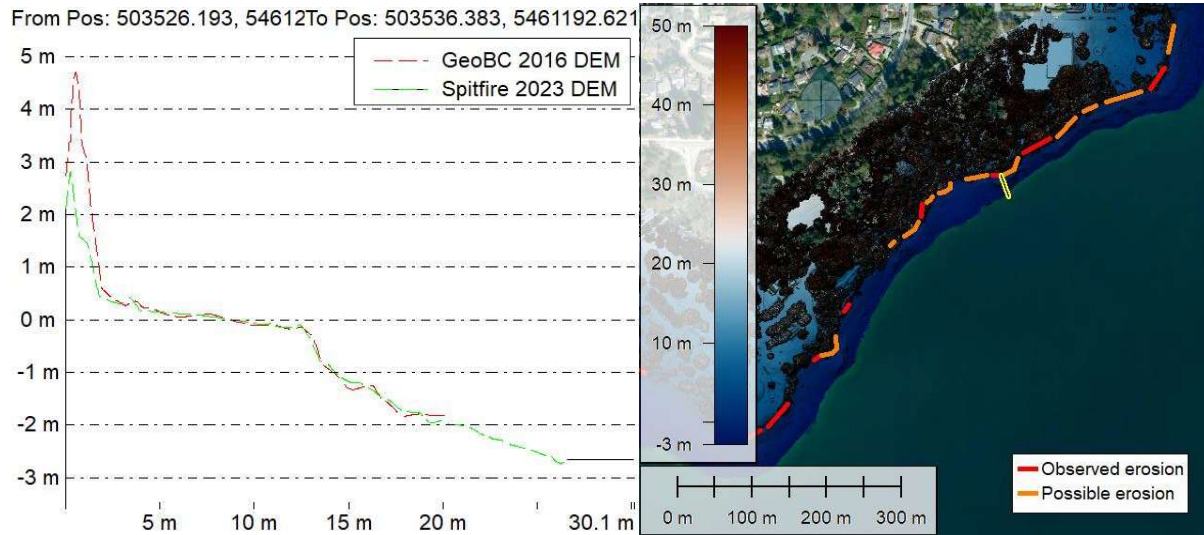 From Pos: 503526.193, 54612To Pos: 503536.383, 5461192.621
GeoBC 2016 DEM
Spitfire 2023 DEM
5 m
4 m
3 m
2 m
1 m
0 m
-1 m
-2 m
-3 m
5 m 10 m 15 m 20 m 30.1 m
50 m
40 m
30 m
20 m
10 m
-3 m
0 m 100 m 200 m 300 m
Observed erosion
Possible erosion